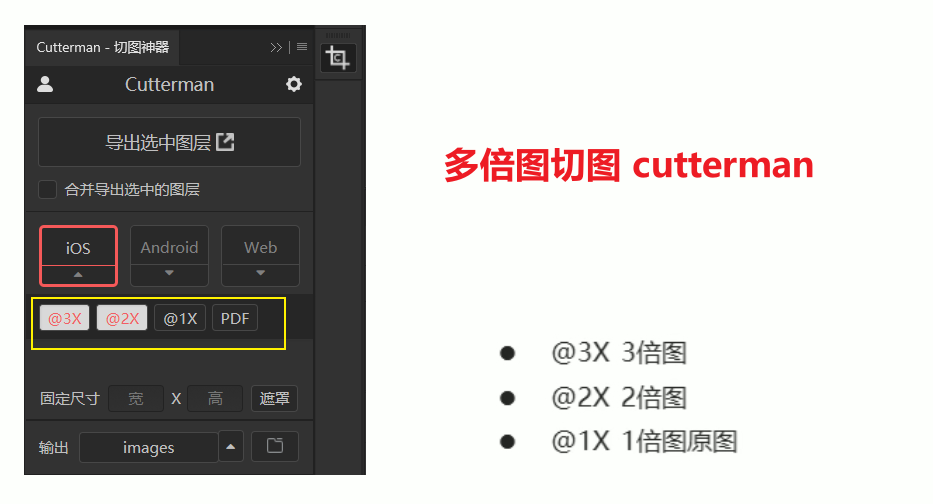 Cutterman - 切图神器
Cutterman
导出选中图层
合并导出选中的图层
iOS Android Web
@3X @2X @1X PDF
固定尺寸 宽 X 高 遮罩
输出 images
多倍图切图 cutterman
@3X 3倍图
@2X 2倍图
@1X 1倍图原图